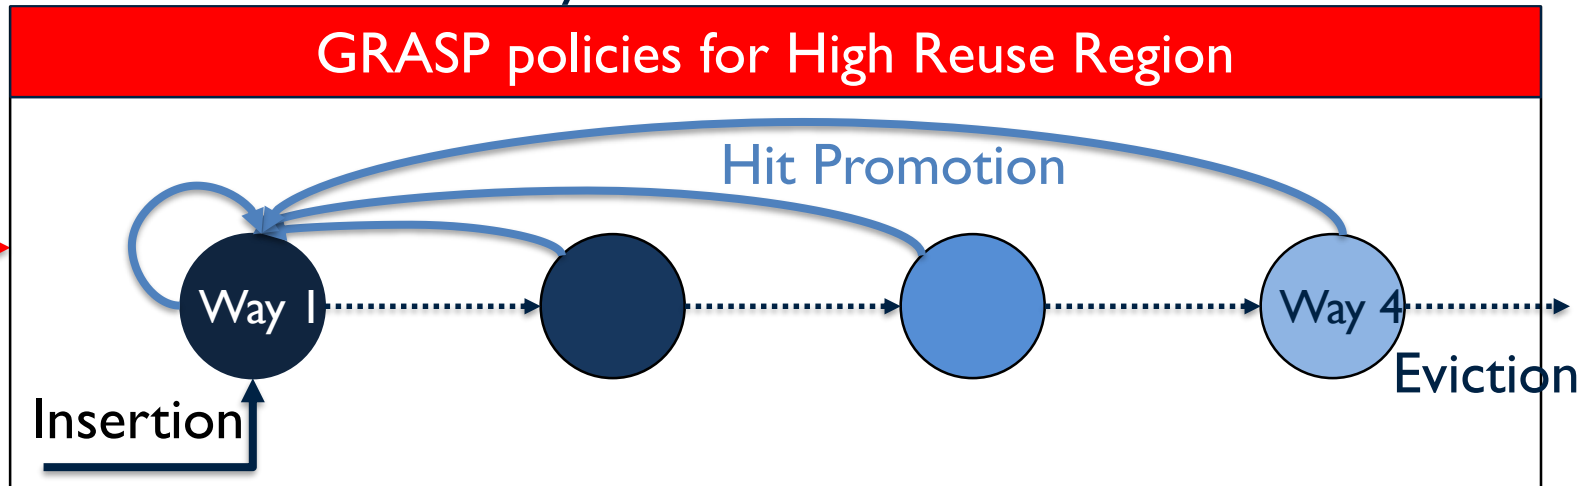 GRASP policies for High Reuse Region
Hit Promotion
Way 1
Way 4
Eviction
Insertion